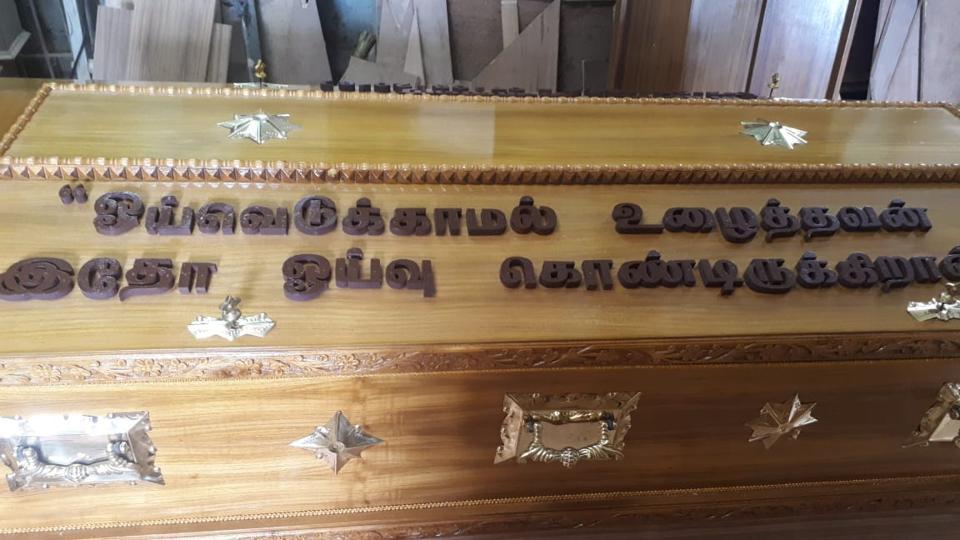 "ஓய்வெடுக்காமல் உழைத்தவன்
இதோ ஓய்வு கொண்டிருக்கிறான்